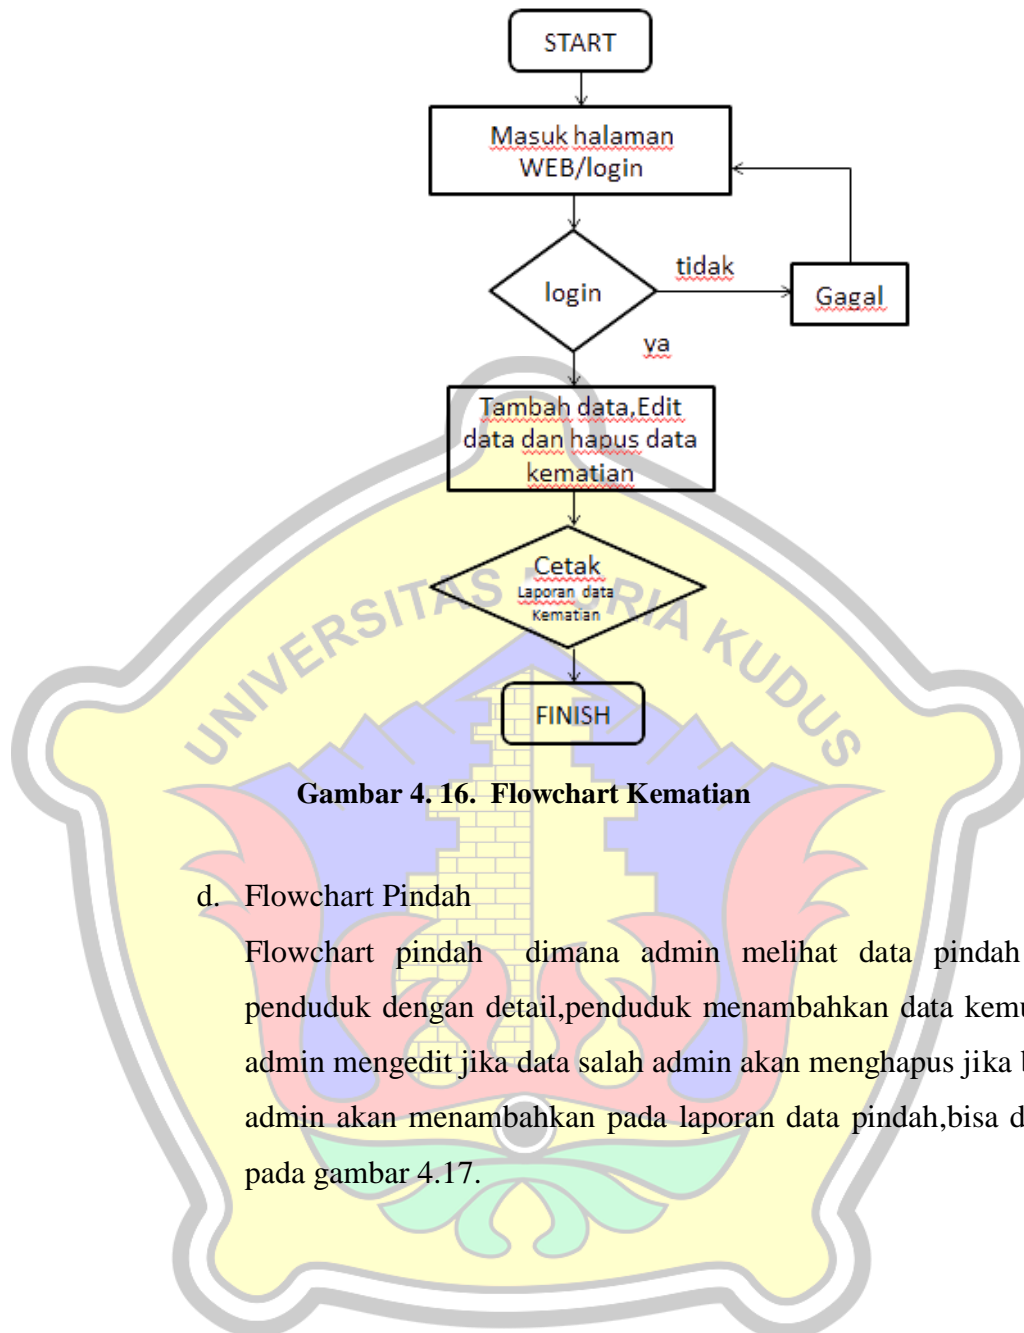 START
Masuk halaman
WEB/login
login
tidak
Gagal
ya
Tambah data,Edit
data dan hapus data
kematian
Cetak
Laporan data
Kematian
FINISH
UNIVERSITAS MURIA KUDUS
Gambar 4. 16. Flowchart Kematian
d. Flowchart Pindah
Flowchart pindah dimana admin melihat data pindah
penduduk dengan detail,penduduk menambahkan data
admin mengedit jika data salah admin akan menghapus jika
admin akan menambahkan pada laporan data pindah,bisa
pada gambar 4.17.